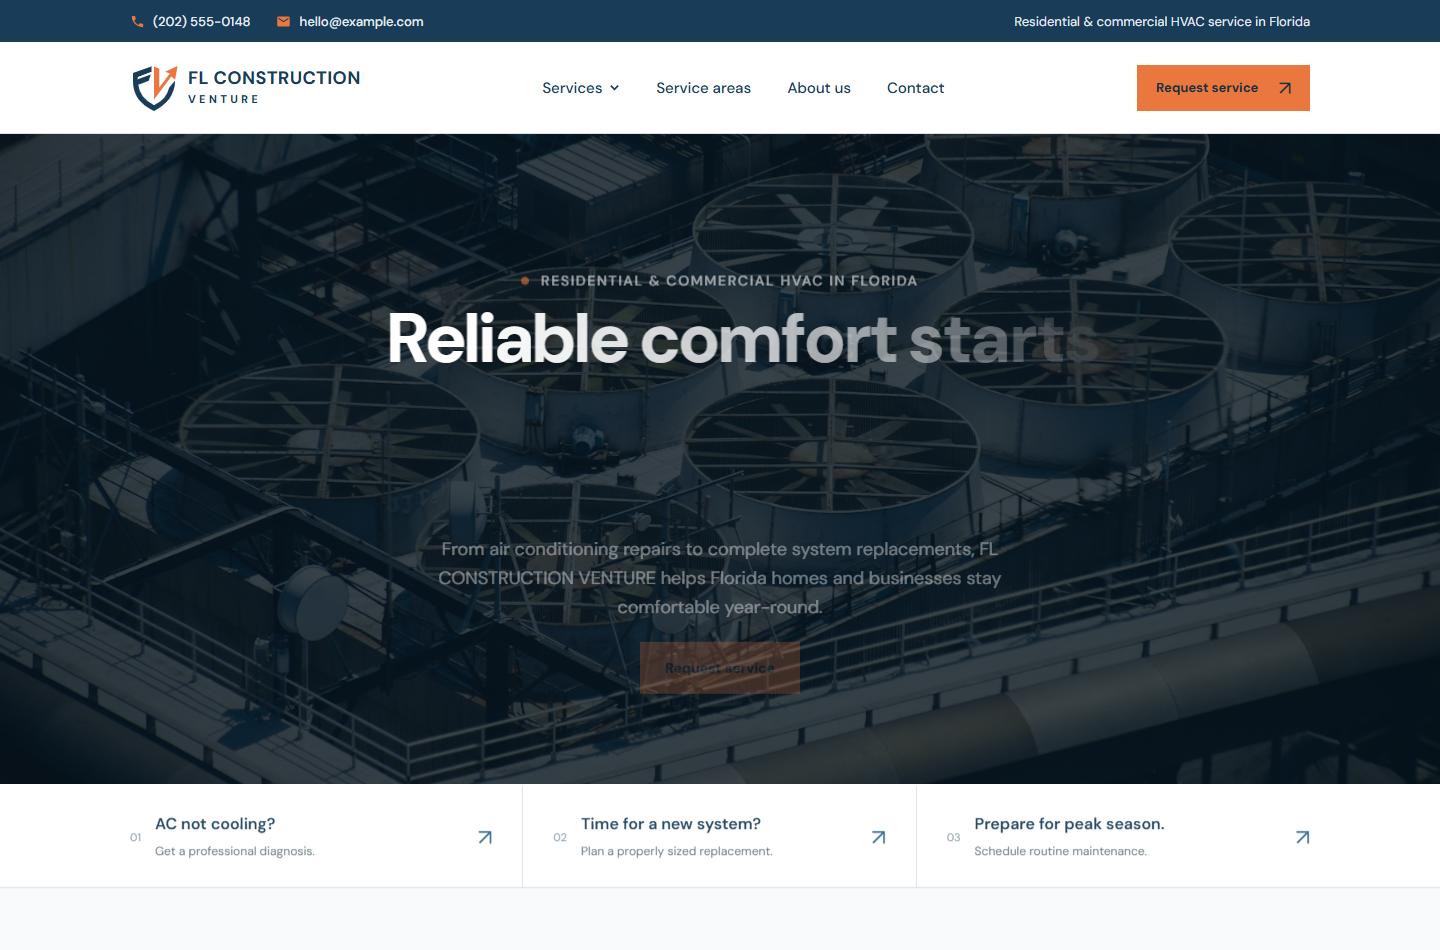 (202) 555-0148
hello@example.com
Residential & commercial HVAC service in Florida
FL CONSTRUCTION
VENTURE
Services
Service areas
About us
Contact
Request service
RESIDENTIAL & COMMERCIAL HVAC IN FLORIDA
Reliable comfort starts
From air conditioning repairs to complete system replacements, FL
CONSTRUCTION VENTURE helps Florida homes and businesses stay
comfortable year-round.
Request service
01
AC not cooling?
Get a professional diagnosis.
02
Time for a new system?
Plan a properly sized replacement.
03
Prepare for peak season.
Schedule routine maintenance.